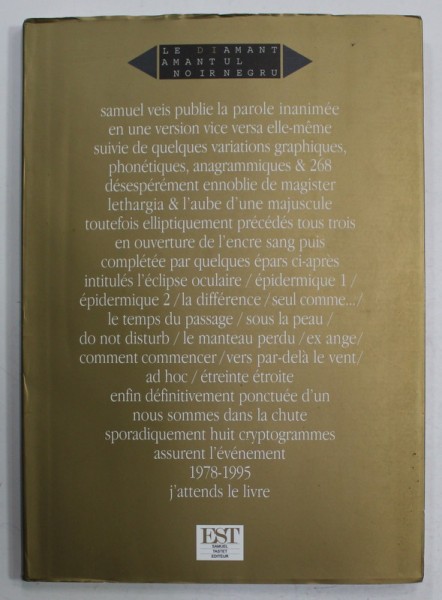 LE DIAMANT
AMANTUL
NOIR NEGRU
samuel veis publie la parole inanimée
en une version vice versa elle-même
suivie de quelques variations graphiques,
phonétiques, anagrammiques & 268
désespérément ennoblie de magister
lethargia & l'aube d'une majuscule
toutefois elliptiquement précédés tous trois
en ouverture de l'encre sang puis
complétée par quelques épars ci-après
intitulés l'éclipse oculaire / épidermique 1 /
épidermique 2 / la différence / seul comme... /
le temps du passage / sous la peau /
do not disturb / le manteau perdu / ex ange /
comment commencer / vers par-delà le vent /
ad hoc / étreinte étroite
enfin définitivement ponctuée d'un
nous sommes dans la chute
sporadiquement huit cryptogrammes
assurent l'événement
1978-1995
j'attends le livre
EST
SAMUEL
TASTET
EDITEUR